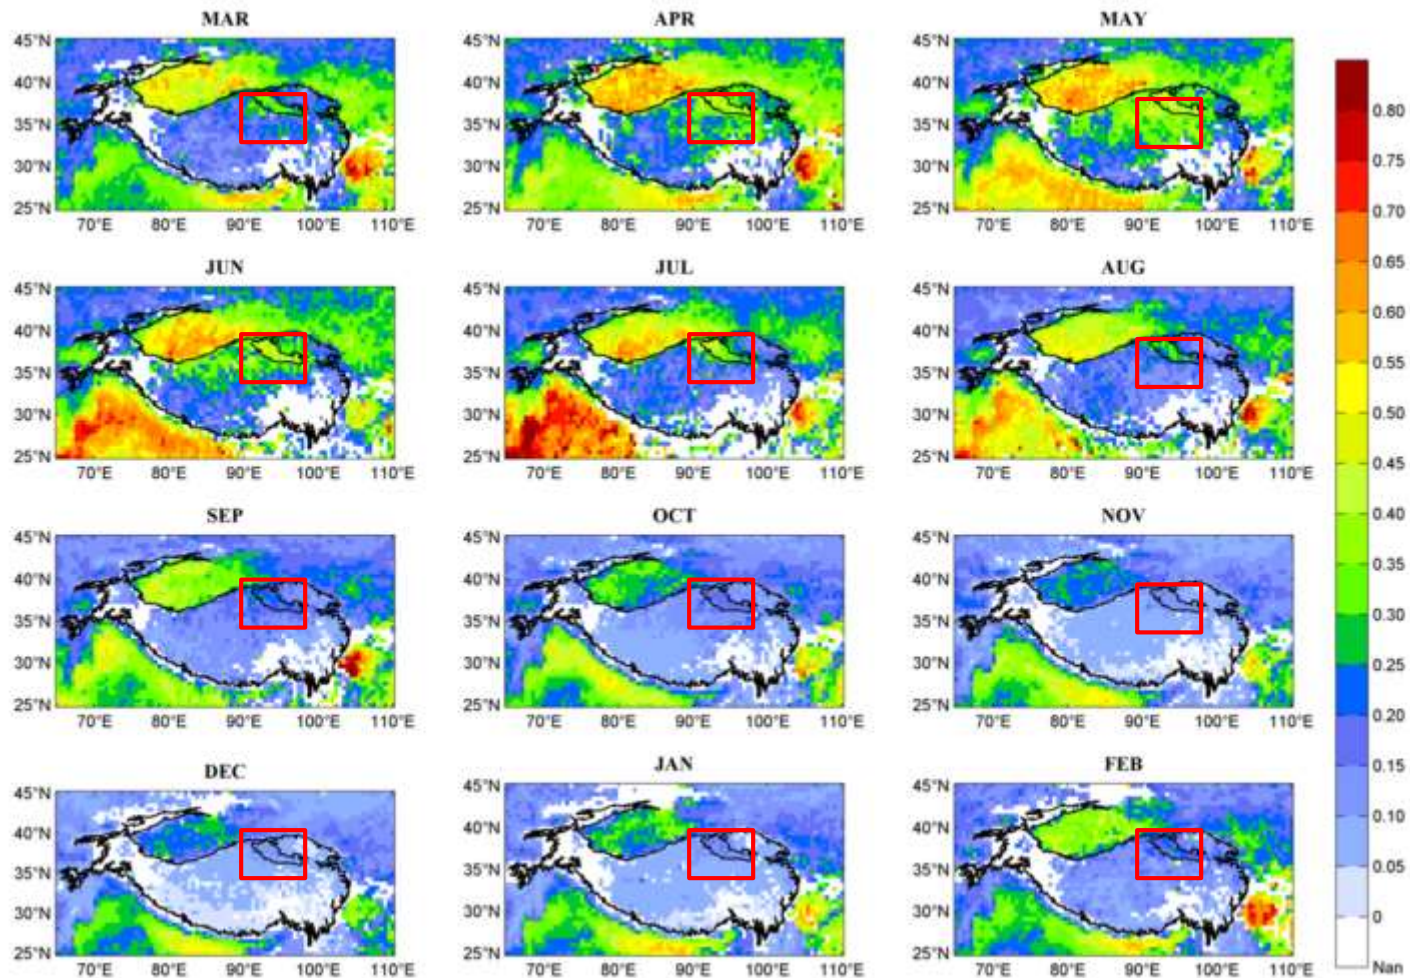 MAR APR MAY
45°N 45°N 45°N
40°N 40°N 40°N
35°N 35°N 35°N
30°N 30°N 30°N
25°N 25°N 25°N
70°E 80°E 90°E 100°E 110°E 70°E 80°E 90°E 100°E 110°E 70°E 80°E 90°E 100°E 110°E
JUN JUL AUG
45°N 45°N 45°N
40°N 40°N 40°N
35°N 35°N 35°N
30°N 30°N 30°N
25°N 25°N 25°N
70°E 80°E 90°E 100°E 110°E 70°E 80°E 90°E 100°E 110°E 70°E 80°E 90°E 100°E 110°E
SEP OCT NOV
45°N 45°N 45°N
40°N 40°N 40°N
35°N 35°N 35°N
30°N 30°N 30°N
25°N 25°N 25°N
70°E 80°E 90°E 100°E 110°E 70°E 80°E 90°E 100°E 110°E 70°E 80°E 90°E 100°E 110°E
DEC JAN FEB
45°N 45°N 45°N
40°N 40°N 40°N
35°N 35°N 35°N
30°N 30°N 30°N
25°N 25°N 25°N
70°E 80°E 90°E 100°E 110°E 70°E 80°E 90°E 100°E 110°E 70°E 80°E 90°E 100°E 110°E
0.80
0.75
0.70
0.65
0.60
0.55
0.50
0.45
0.40
0.35
0.30
0.25
0.20
0.15
0.10
0.05
0
Nan